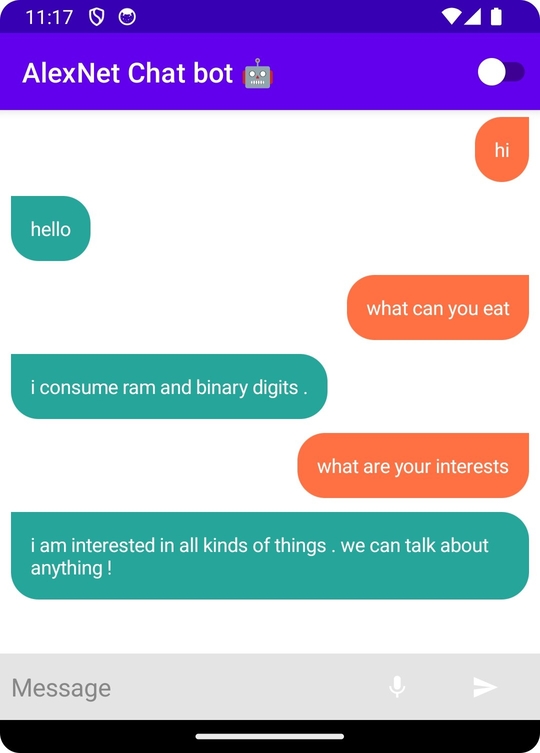 11:17
AlexNet Chat bot 🤖
hi
hello
what can you eat
i consume ram and binary digits .
what are your interests
i am interested in all kinds of things . we can talk about
anything !
Message